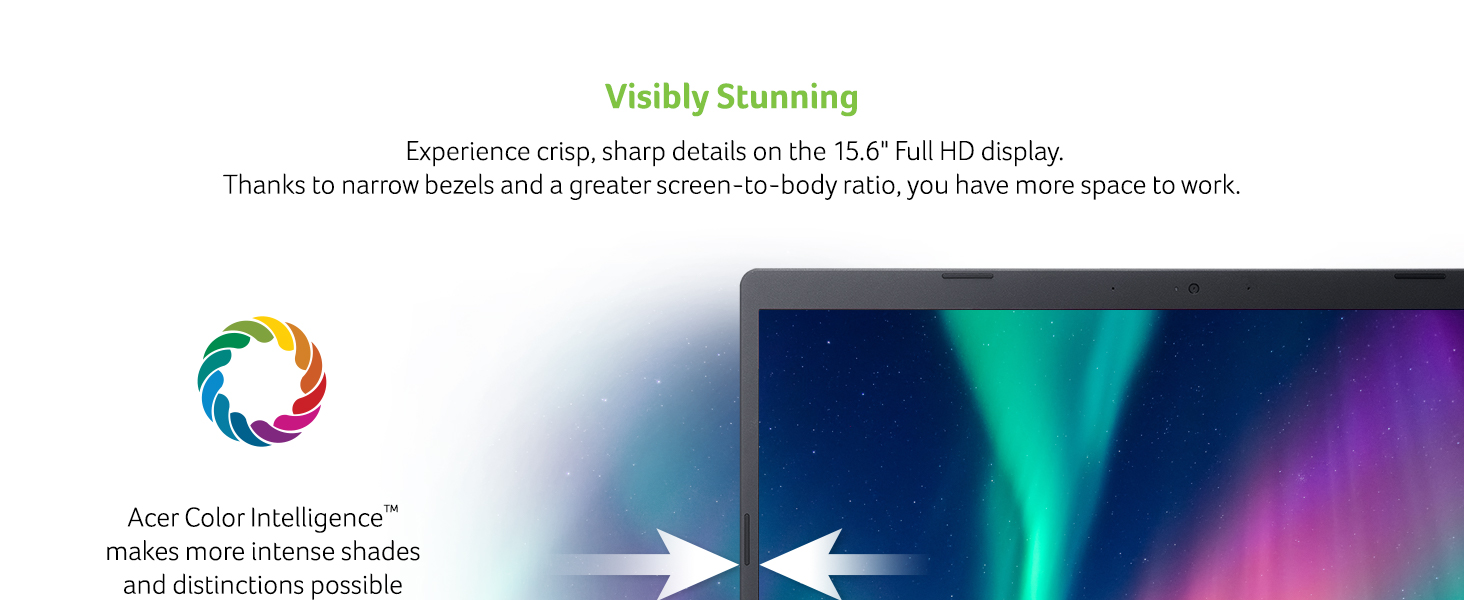 Visibly Stunning
Experience crisp, sharp details on the 15.6" Full HD display.
Thanks to narrow bezels and a greater screen-to-body ratio, you have more space to work.
Acer Color Intelligence™
makes more intense shades
and distinctions possible